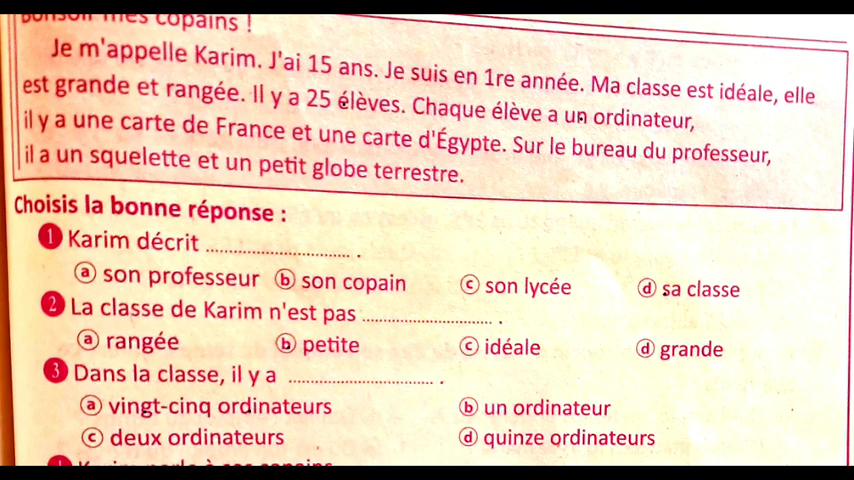 Bonsoir mes copains !
Je m'appelle Karim. J'ai 15 ans. Je suis en 1re année. Ma classe est idéale, elle
est grande et rangée. Il y a 25 élèves. Chaque élève a un ordinateur,
il y a une carte de France et une carte d'Égypte. Sur le bureau du professeur,
il a un squelette et un petit globe terrestre.
Choisis la bonne réponse :
1 Karim décrit ........................ .
a son professeur b son copain c son lycée d sa classe
2 La classe de Karim n'est pas ........................ .
a rangée b petite c idéale d grande
3 Dans la classe, il y a ........................ .
a vingt-cinq ordinateurs b un ordinateur
c deux ordinateurs d quinze ordinateurs